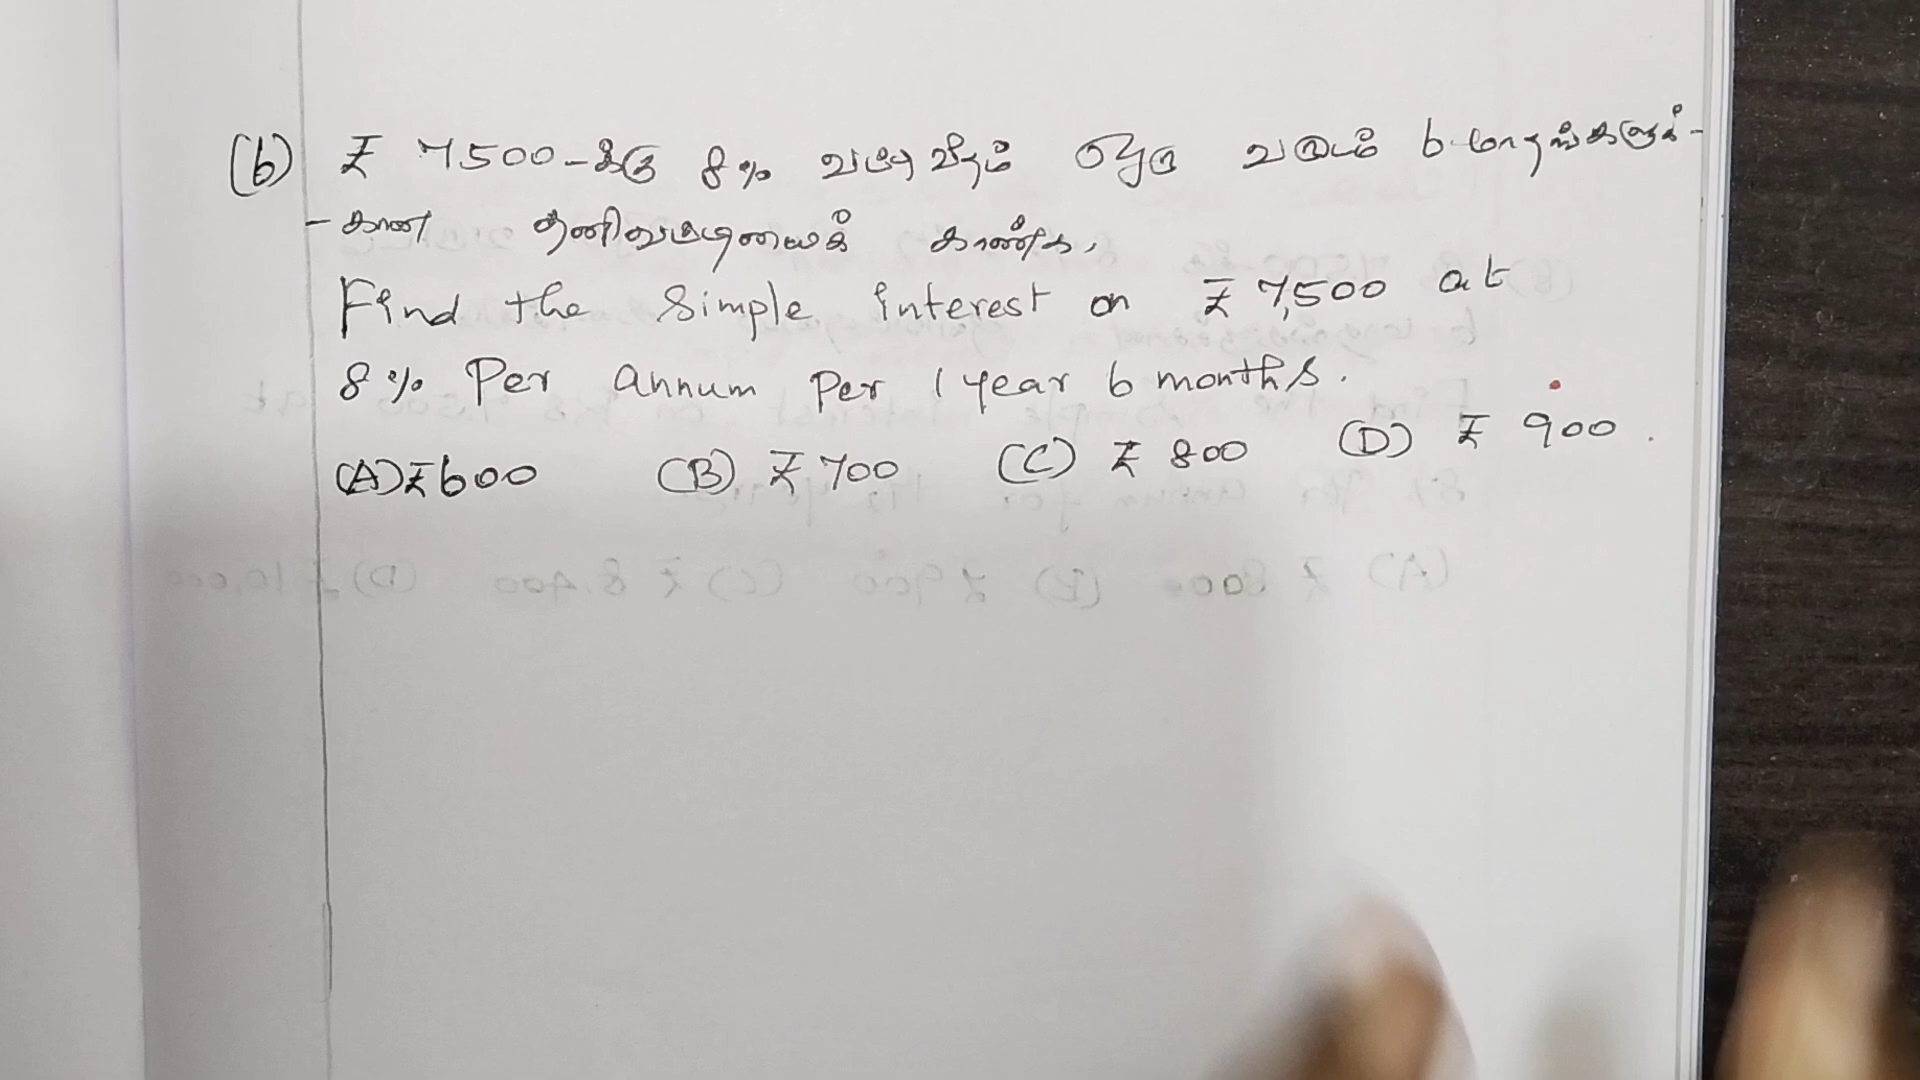 (6) ₹ 7500-க்கு 8% வட்டி வீதம் ஒரு வருடம் 6 மாதங்களுக்-
-கான தனிவட்டியைக் காண்க.
Find the Simple interest on ₹ 7,500 at
8% Per annum Per 1 year 6 months.
(A) ₹600 (B) ₹700 (C) ₹ 800 (D) ₹ 900.